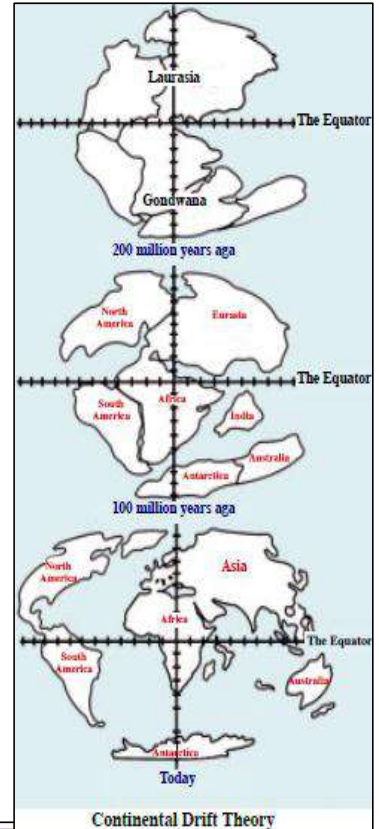 Laurasia
The Equator
Gondwana
200 million years aga
North
America
Eurasia
The Equator
South
America
Africa
India
Australia
Antarctica
100 million years aga
North
America
Asia
Africa
The Equator
South
America
Australia
Antarctica
Today
Continental Drift Theory